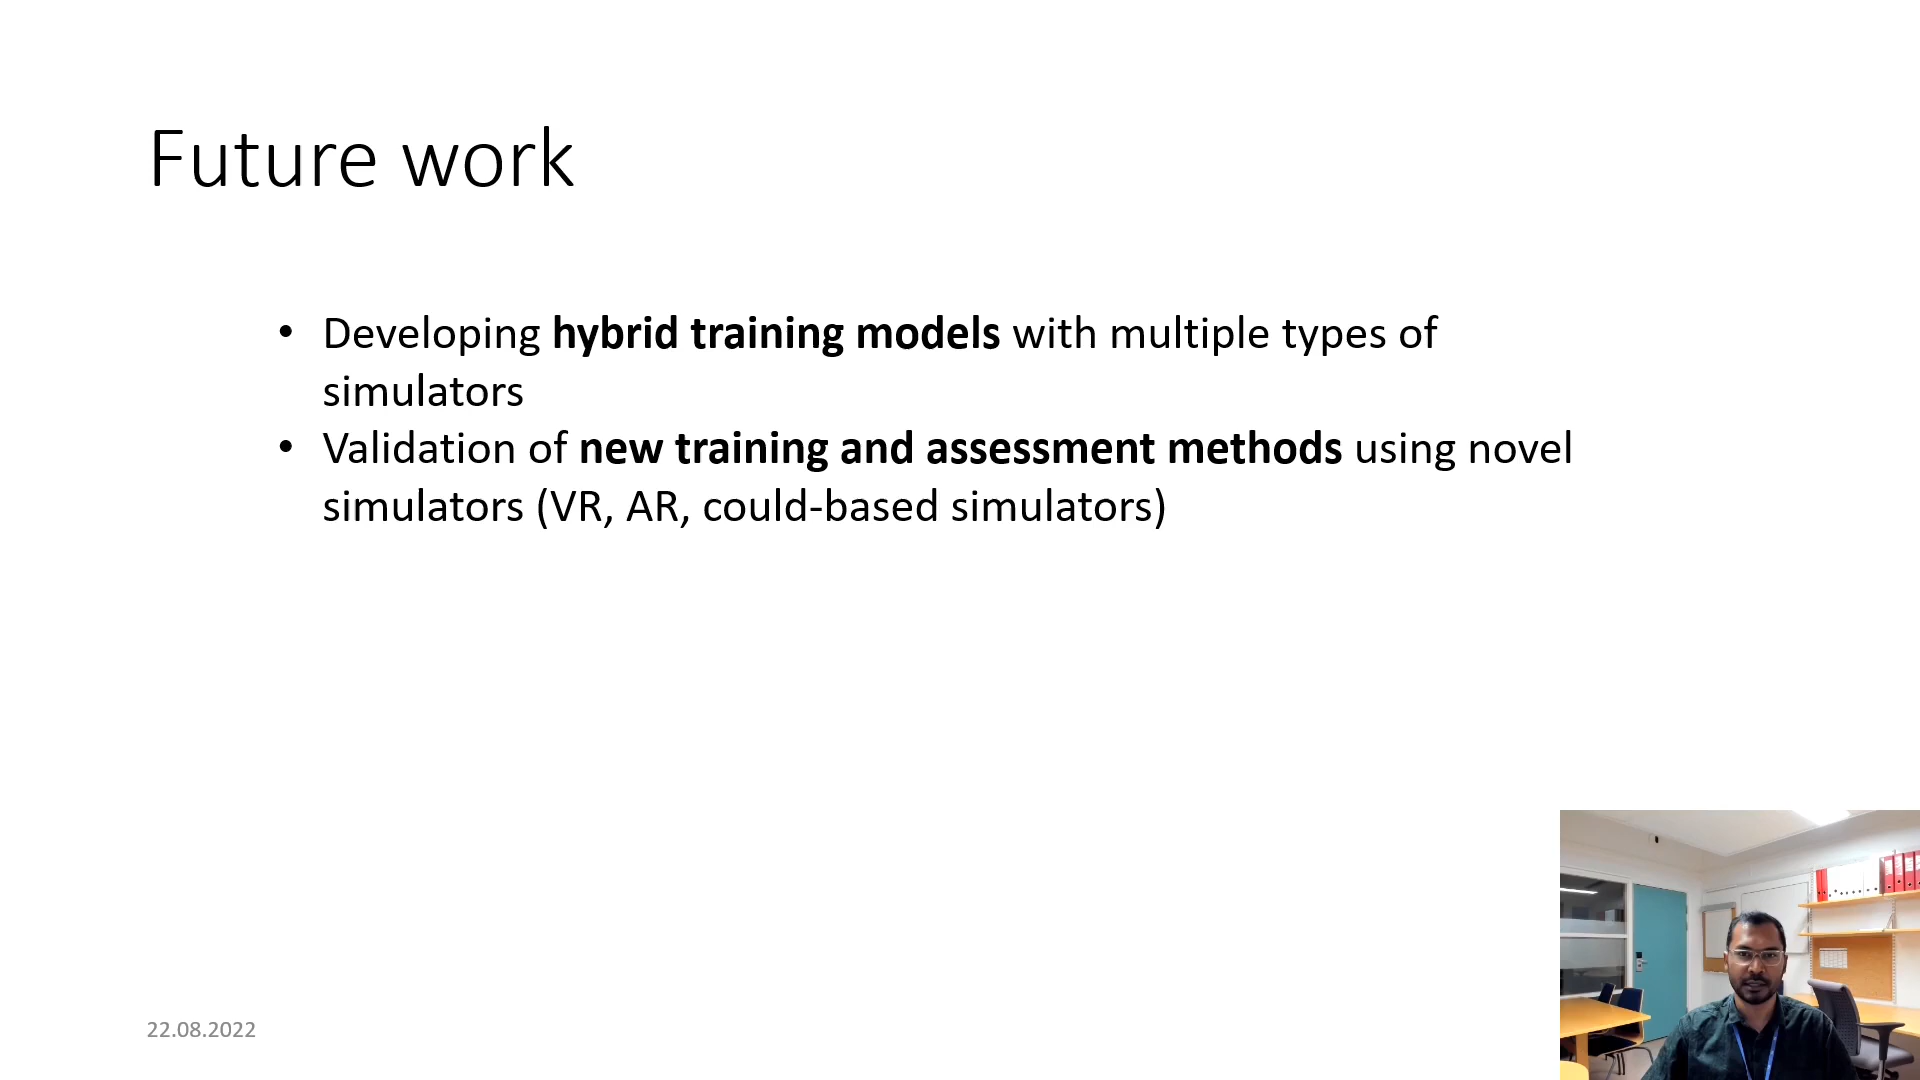 Future work
• Developing hybrid training models with multiple types of
simulators
• Validation of new training and assessment methods using novel
simulators (VR, AR, could-based simulators)
22.08.2022